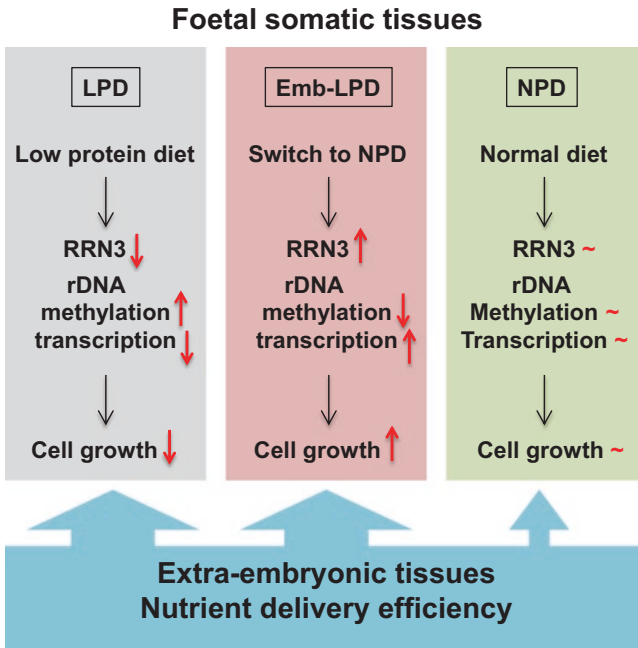 Foetal somatic tissues
LPD
Low protein diet
RRN3
rDNA
methylation
transcription
Cell growth
Emb-LPD
Switch to NPD
RRN3
rDNA
methylation
transcription
Cell growth
NPD
Normal diet
RRN3 ~
rDNA
Methylation ~
Transcription ~
Cell growth ~
Extra-embryonic tissues
Nutrient delivery efficiency